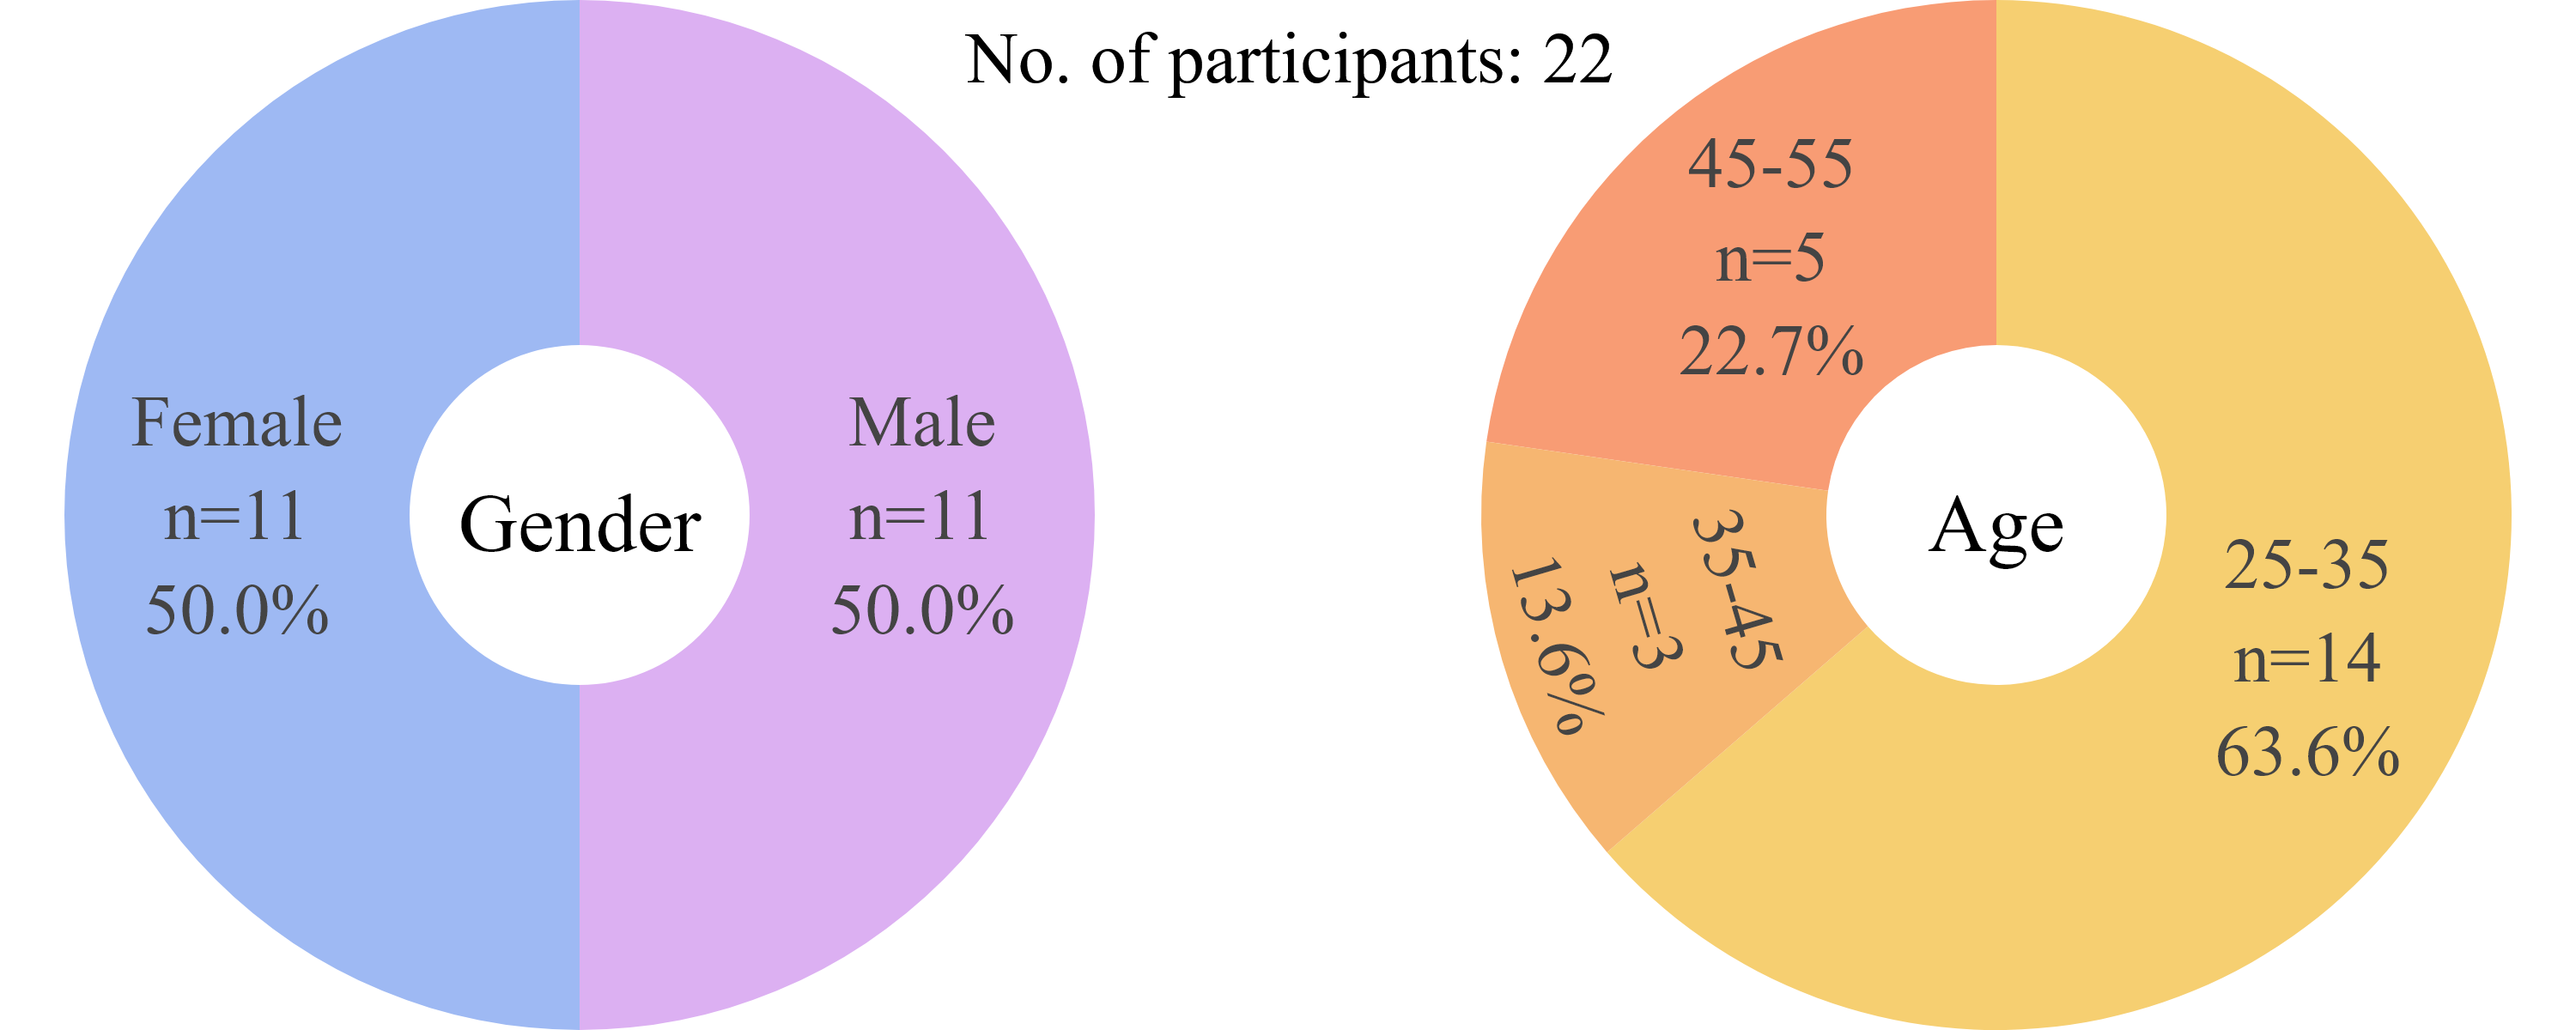 No. of participants: 22
Female
n=11
50.0%
Gender
Male
n=11
50.0%
45-55
n=5
22.7%
35-45
n=3
13.6%
Age
25-35
n=14
63.6%